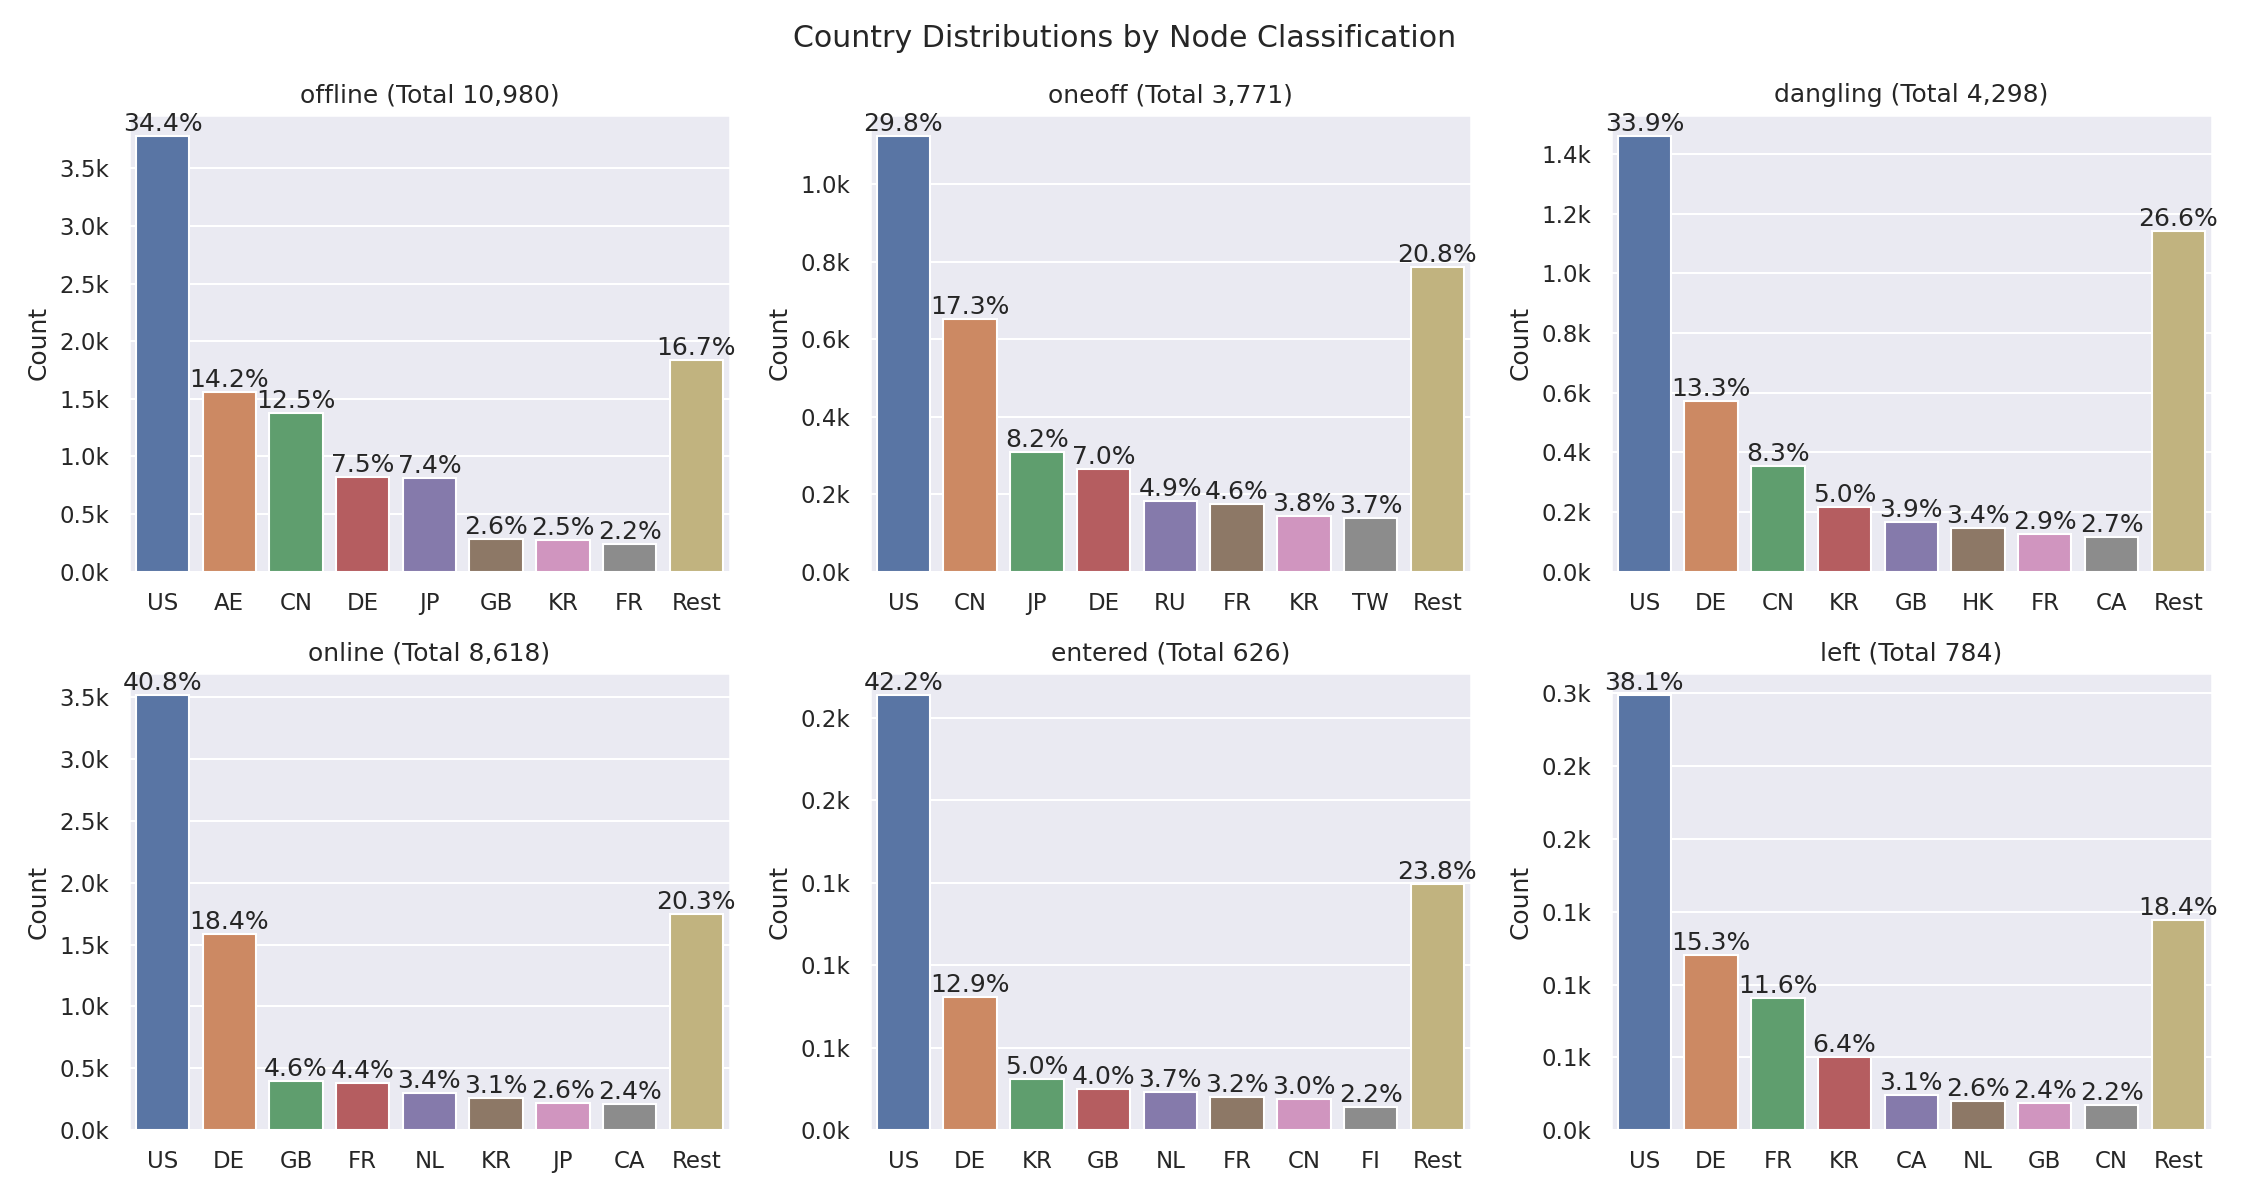 Country Distributions by Node Classification
offline (Total 10,980)
Count
3.5k
3.0k
2.5k
2.0k
1.5k
1.0k
0.5k
0.0k
34.4%
14.2%
12.5%
7.5%
7.4%
2.6%
2.5%
2.2%
16.7%
US AE CN DE JP GB KR FR Rest
oneoff (Total 3,771)
Count
1.0k
0.8k
0.6k
0.4k
0.2k
0.0k
29.8%
17.3%
8.2%
7.0%
4.9%
4.6%
3.8%
3.7%
20.8%
US CN JP DE RU FR KR TW Rest
dangling (Total 4,298)
Count
1.4k
1.2k
1.0k
0.8k
0.6k
0.4k
0.2k
0.0k
33.9%
13.3%
8.3%
5.0%
3.9%
3.4%
2.9%
2.7%
26.6%
US DE CN KR GB HK FR CA Rest
online (Total 8,618)
Count
3.5k
3.0k
2.5k
2.0k
1.5k
1.0k
0.5k
0.0k
40.8%
18.4%
4.6%
4.4%
3.4%
3.1%
2.6%
2.4%
20.3%
US DE GB FR NL KR JP CA Rest
entered (Total 626)
Count
0.2k
0.2k
0.1k
0.1k
0.1k
0.0k
42.2%
12.9%
5.0%
4.0%
3.7%
3.2%
3.0%
2.2%
23.8%
US DE KR GB NL FR CN FI Rest
left (Total 784)
Count
0.3k
0.2k
0.2k
0.1k
0.1k
0.1k
0.0k
38.1%
15.3%
11.6%
6.4%
3.1%
2.6%
2.4%
2.2%
18.4%
US DE FR KR CA NL GB CN Rest